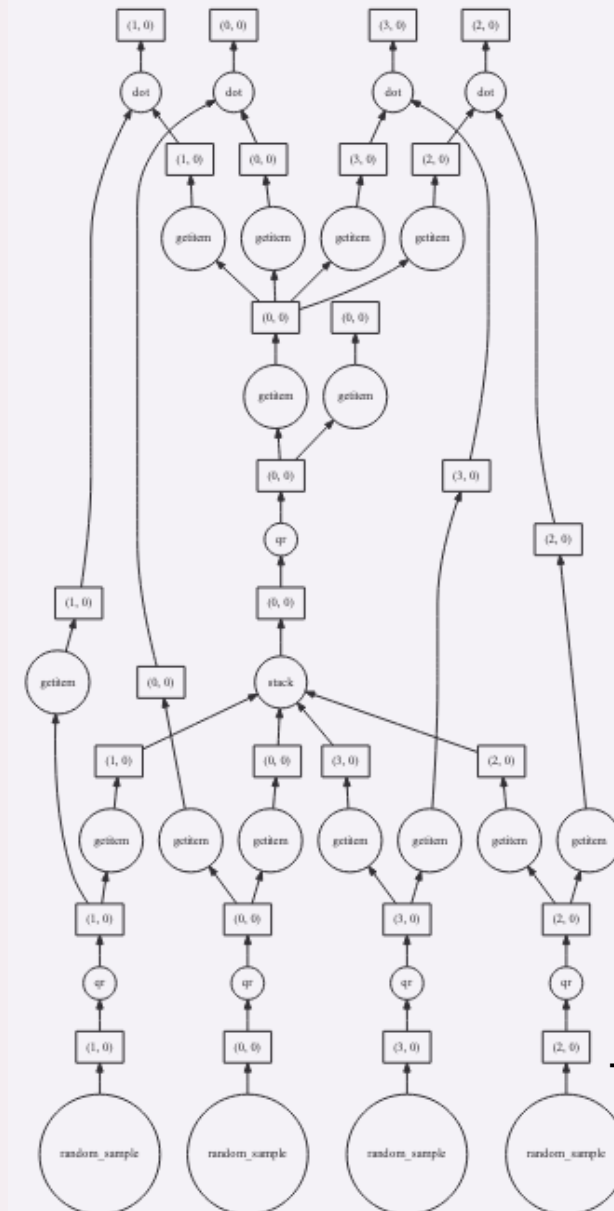 (1, 0) (0, 0) (3, 0) (2, 0)
dot dot dot dot
(1, 0) (0, 0) (3, 0) (2, 0)
getitem getitem getitem getitem
(0, 0) (0, 0)
getitem getitem
(0, 0) (3, 0)
qr (2, 0)
(1, 0) (0, 0)
getitem (0, 0) stack
(1, 0) (0, 0) (3, 0) (2, 0)
getitem getitem getitem getitem getitem getitem getitem
(1, 0) (0, 0) (3, 0) (2, 0)
qr qr qr qr
(1, 0) (0, 0) (3, 0) (2, 0)
random_sample random_sample random_sample random_sample